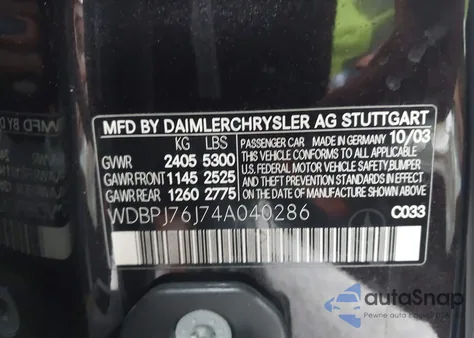 MFD BY DAIMLERCHRYSLER AG STUTTGART
KG LBS
GVWR 2405 5300
GAWR FRONT 1145 2525
GAWR REAR 1260 2775
PASSENGER CAR MADE IN GERMANY 10/03
THIS VEHICLE CONFORMS TO ALL APPLICABLE
U.S. FEDERAL MOTOR VEHICLE SAFETY, BUMPER
AND THEFT PREVENTION STANDARDS IN EFFECT
ON THE DATE OF MANUFACTURE SHOWN ABOVE
WDBPJ76J74A040286 C033
autoSnap
Pewne auta